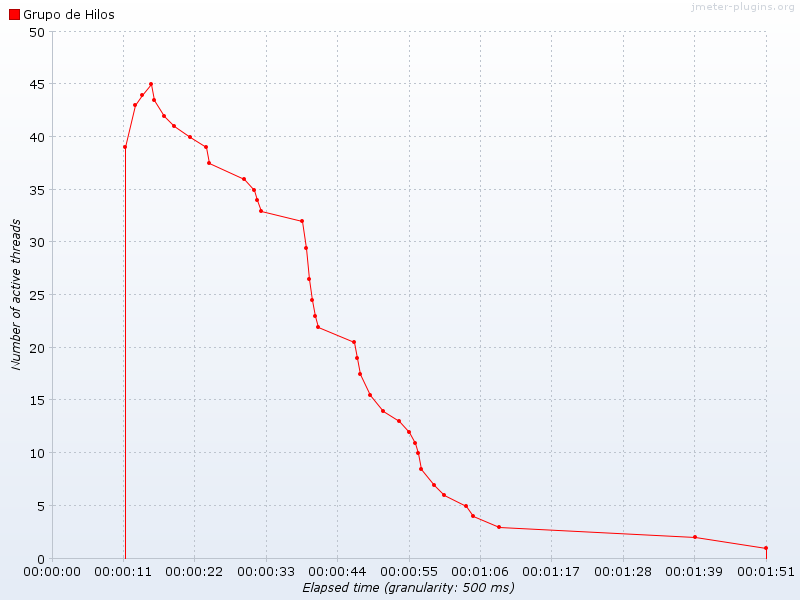 Grupo de Hilos
jmeter-plugins.org
50
45
40
35
30
25
20
15
10
5
0
Number of active threads
00:00:00 00:00:11 00:00:22 00:00:33 00:00:44 00:00:55 00:01:06 00:01:17 00:01:28 00:01:39 00:01:51
Elapsed time (granularity: 500 ms)